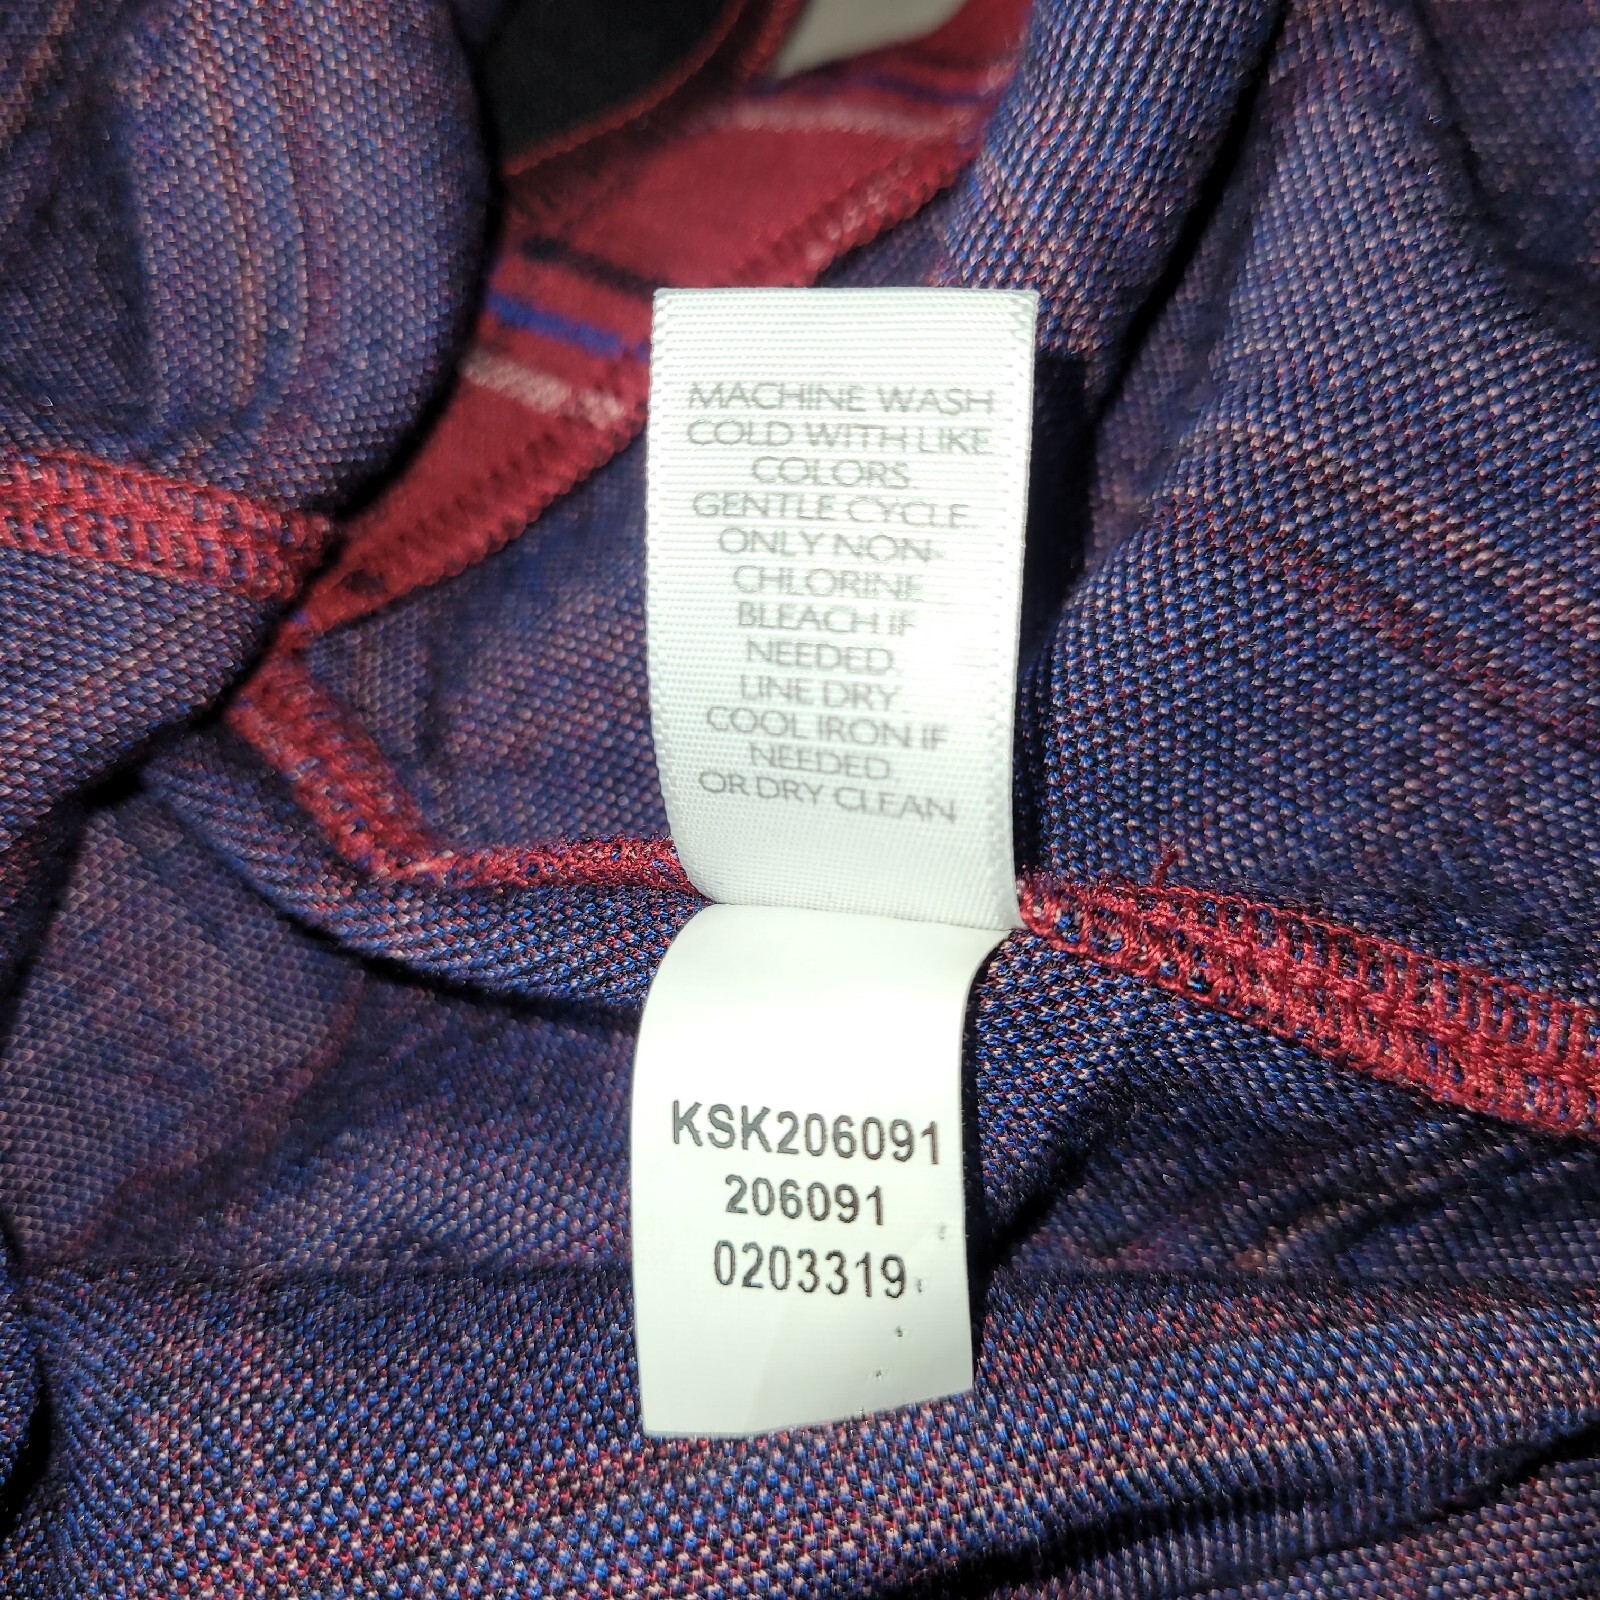 MACHINE WASH
COLD WITH LIKE
COLORS.
GENTLE CYCLE.
ONLY NON-
CHLORINE
BLEACH IF
NEEDED.
LINE DRY
COOL IRON IF
NEEDED.
OR DRY CLEAN
KSK206091
206091
0203319